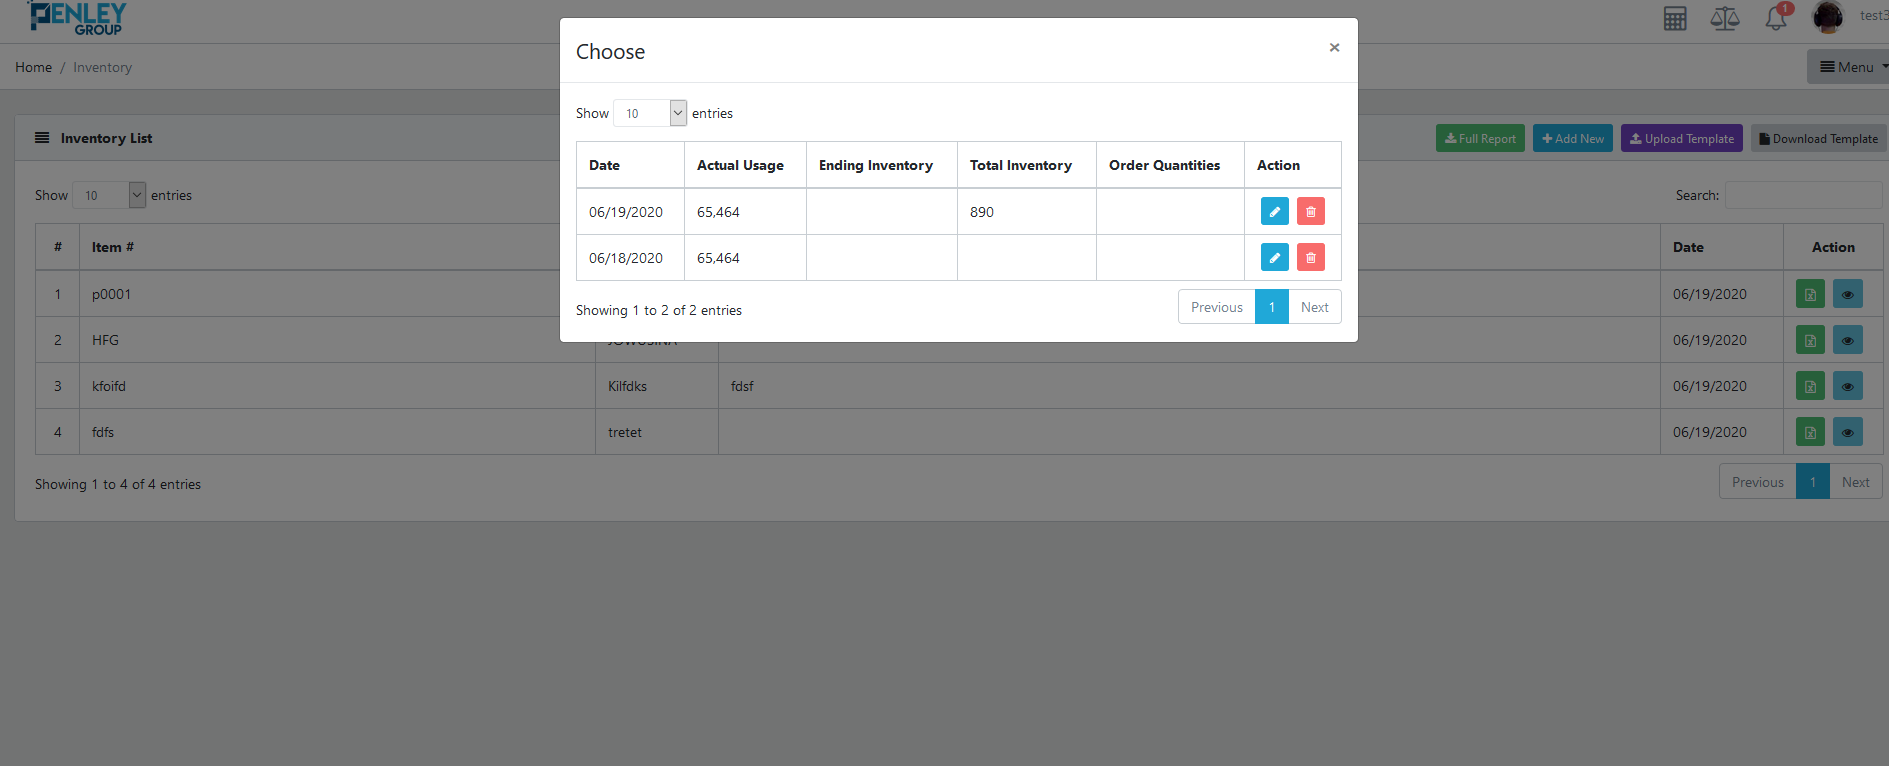 PENLEY
GROUP
1
test3
Home / Inventory
Menu
Choose
×
Show 10 entries
Date Actual Usage Ending Inventory Total Inventory Order Quantities Action
06/19/2020 65,464 890
06/18/2020 65,464
Showing 1 to 2 of 2 entries
Previous 1 Next
Inventory List
Full Report Add New Upload Template Download Template
Show 10 entries
Search:
# Item # Date Action
1 p0001 06/19/2020
2 HFG 06/19/2020
3 kfoifd Kilfdks fdsf 06/19/2020
4 fdfs tretet 06/19/2020
Showing 1 to 4 of 4 entries
Previous 1 Next